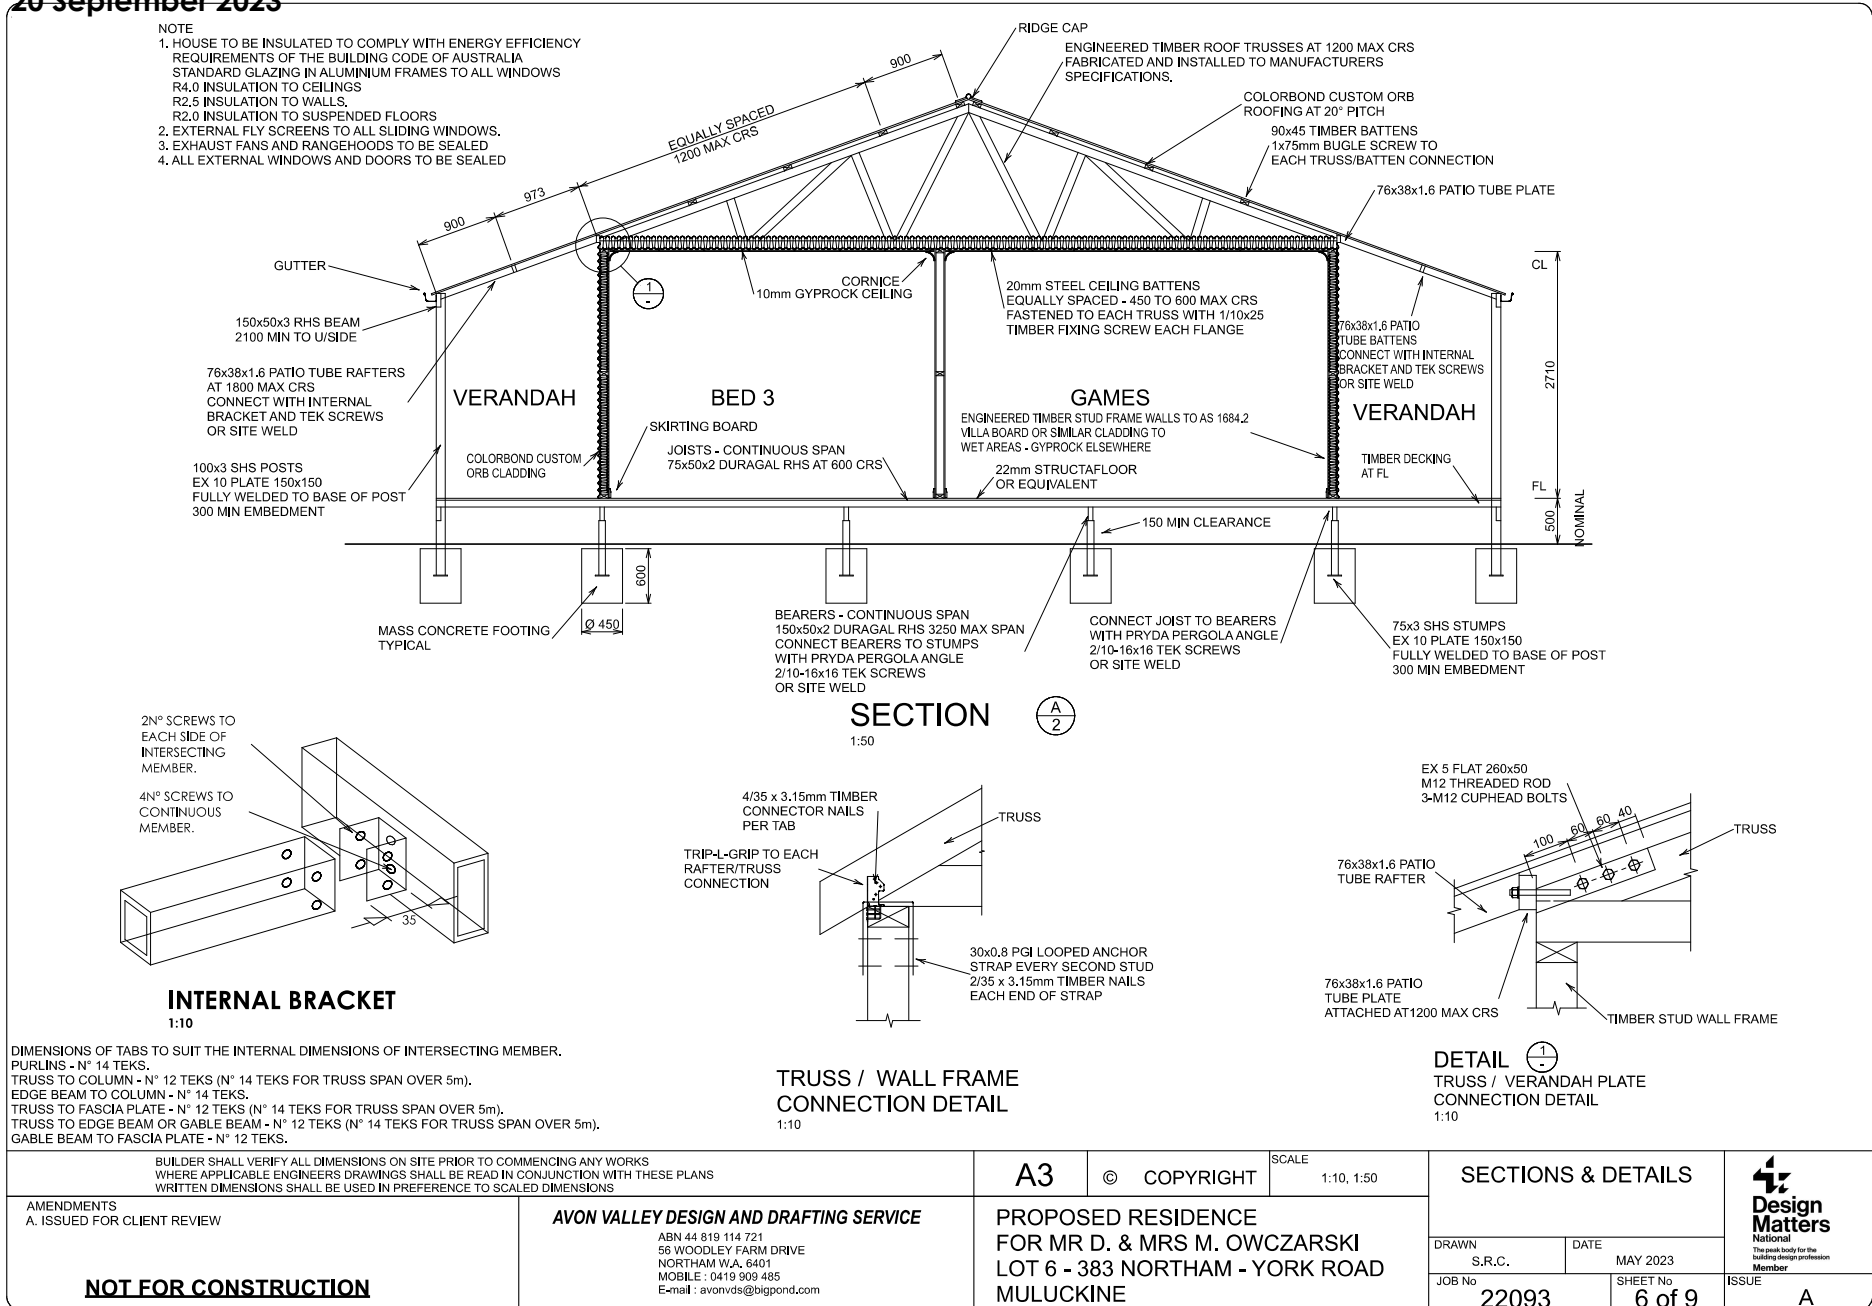 20 September 2023
NOTE
1. HOUSE TO BE INSULATED TO COMPLY WITH ENERGY EFFICIENCY
REQUIREMENTS OF THE BUILDING CODE OF AUSTRALIA
STANDARD GLAZING IN ALUMINIUM FRAMES TO ALL WINDOWS
R4.0 INSULATION TO CEILINGS
R2.5 INSULATION TO WALLS.
R2.0 INSULATION TO SUSPENDED FLOORS
2. EXTERNAL FLY SCREENS TO ALL SLIDING WINDOWS.
3. EXHAUST FANS AND RANGEHOODS TO BE SEALED
4. ALL EXTERNAL WINDOWS AND DOORS TO BE SEALED
RIDGE CAP
ENGINEERED TIMBER ROOF TRUSSES AT 1200 MAX CRS
FABRICATED AND INSTALLED TO MANUFACTURERS
SPECIFICATIONS.
COLORBOND CUSTOM ORB
ROOFING AT 20° PITCH
90x45 TIMBER BATTENS
1x75mm BUGLE SCREW TO
EACH TRUSS/BATTEN CONNECTION
76x38x1.6 PATIO TUBE PLATE
900
EQUALLY SPACED
1200 MAX CRS
973
900
GUTTER
150x50x3 RHS BEAM
2100 MIN TO U/SIDE
76x38x1.6 PATIO TUBE RAFTERS
AT 1800 MAX CRS
CONNECT WITH INTERNAL
BRACKET AND TEK SCREWS
OR SITE WELD
100x3 SHS POSTS
EX 10 PLATE 150x150
FULLY WELDED TO BASE OF POST
300 MIN EMBEDMENT
1
-
CORNICE
10mm GYPROCK CEILING
20mm STEEL CEILING BATTENS
EQUALLY SPACED - 450 TO 600 MAX CRS
FASTENED TO EACH TRUSS WITH 1/10x25
TIMBER FIXING SCREW EACH FLANGE
76x38x1.6 PATIO
TUBE BATTENS
CONNECT WITH INTERNAL
BRACKET AND TEK SCREWS
OR SITE WELD
CL
2710
FL
500
NOMINAL
VERANDAH
BED 3
GAMES
VERANDAH
SKIRTING BOARD
JOISTS - CONTINUOUS SPAN
75x50x2 DURAGAL RHS AT 600 CRS
COLORBOND CUSTOM
ORB CLADDING
ENGINEERED TIMBER STUD FRAME WALLS TO AS 1684.2
VILLA BOARD OR SIMILAR CLADDING TO
WET AREAS - GYPROCK ELSEWHERE
22mm STRUCTAFLOOR
OR EQUIVALENT
TIMBER DECKING
AT FL
150 MIN CLEARANCE
600
Ø 450
MASS CONCRETE FOOTING
TYPICAL
BEARERS - CONTINUOUS SPAN
150x50x2 DURAGAL RHS 3250 MAX SPAN
CONNECT BEARERS TO STUMPS
WITH PRYDA PERGOLA ANGLE
2/10-16x16 TEK SCREWS
OR SITE WELD
CONNECT JOIST TO BEARERS
WITH PRYDA PERGOLA ANGLE
2/10-16x16 TEK SCREWS
OR SITE WELD
75x3 SHS STUMPS
EX 10 PLATE 150x150
FULLY WELDED TO BASE OF POST
300 MIN EMBEDMENT
SECTION
1:50
A
2
2N° SCREWS TO
EACH SIDE OF
INTERSECTING
MEMBER.
4N° SCREWS TO
CONTINUOUS
MEMBER.
35
INTERNAL BRACKET
1:10
DIMENSIONS OF TABS TO SUIT THE INTERNAL DIMENSIONS OF INTERSECTING MEMBER.
PURLINS - N° 14 TEKS.
TRUSS TO COLUMN - N° 12 TEKS (N° 14 TEKS FOR TRUSS SPAN OVER 5m).
EDGE BEAM TO COLUMN - N° 14 TEKS.
TRUSS TO FASCIA PLATE - N° 12 TEKS (N° 14 TEKS FOR TRUSS SPAN OVER 5m).
TRUSS TO EDGE BEAM OR GABLE BEAM - N° 12 TEKS (N° 14 TEKS FOR TRUSS SPAN OVER 5m).
GABLE BEAM TO FASCIA PLATE - N° 12 TEKS.
4/35 x 3.15mm TIMBER
CONNECTOR NAILS
PER TAB
TRUSS
TRIP-L-GRIP TO EACH
RAFTER/TRUSS
CONNECTION
30x0.8 PGI LOOPED ANCHOR
STRAP EVERY SECOND STUD
2/35 x 3.15mm TIMBER NAILS
EACH END OF STRAP
TRUSS / WALL FRAME
CONNECTION DETAIL
1:10
EX 5 FLAT 260x50
M12 THREADED ROD
3-M12 CUPHEAD BOLTS
100
60
60
40
TRUSS
76x38x1.6 PATIO
TUBE RAFTER
76x38x1.6 PATIO
TUBE PLATE
ATTACHED AT1200 MAX CRS
TIMBER STUD WALL FRAME
DETAIL
1
-
TRUSS / VERANDAH PLATE
CONNECTION DETAIL
1:10
BUILDER SHALL VERIFY ALL DIMENSIONS ON SITE PRIOR TO COMMENCING ANY WORKS
WHERE APPLICABLE ENGINEERS DRAWINGS SHALL BE READ IN CONJUNCTION WITH THESE PLANS
WRITTEN DIMENSIONS SHALL BE USED IN PREFERENCE TO SCALED DIMENSIONS
AMENDMENTS
A. ISSUED FOR CLIENT REVIEW
NOT FOR CONSTRUCTION
AVON VALLEY DESIGN AND DRAFTING SERVICE
ABN 44 819 114 721
56 WOODLEY FARM DRIVE
NORTHAM W.A. 6401
MOBILE : 0419 909 485
E-mail : avonvds@bigpond.com
A3
© COPYRIGHT
SCALE
1:10, 1:50
PROPOSED RESIDENCE
FOR MR D. & MRS M. OWCZARSKI
LOT 6 - 383 NORTHAM - YORK ROAD
MULUCKINE
SECTIONS & DETAILS
DRAWN
S.R.C.
DATE
MAY 2023
JOB No
22093
SHEET No
6 of 9
ISSUE
A
Design
Matters
National
The peak body for the
building design profession
Member